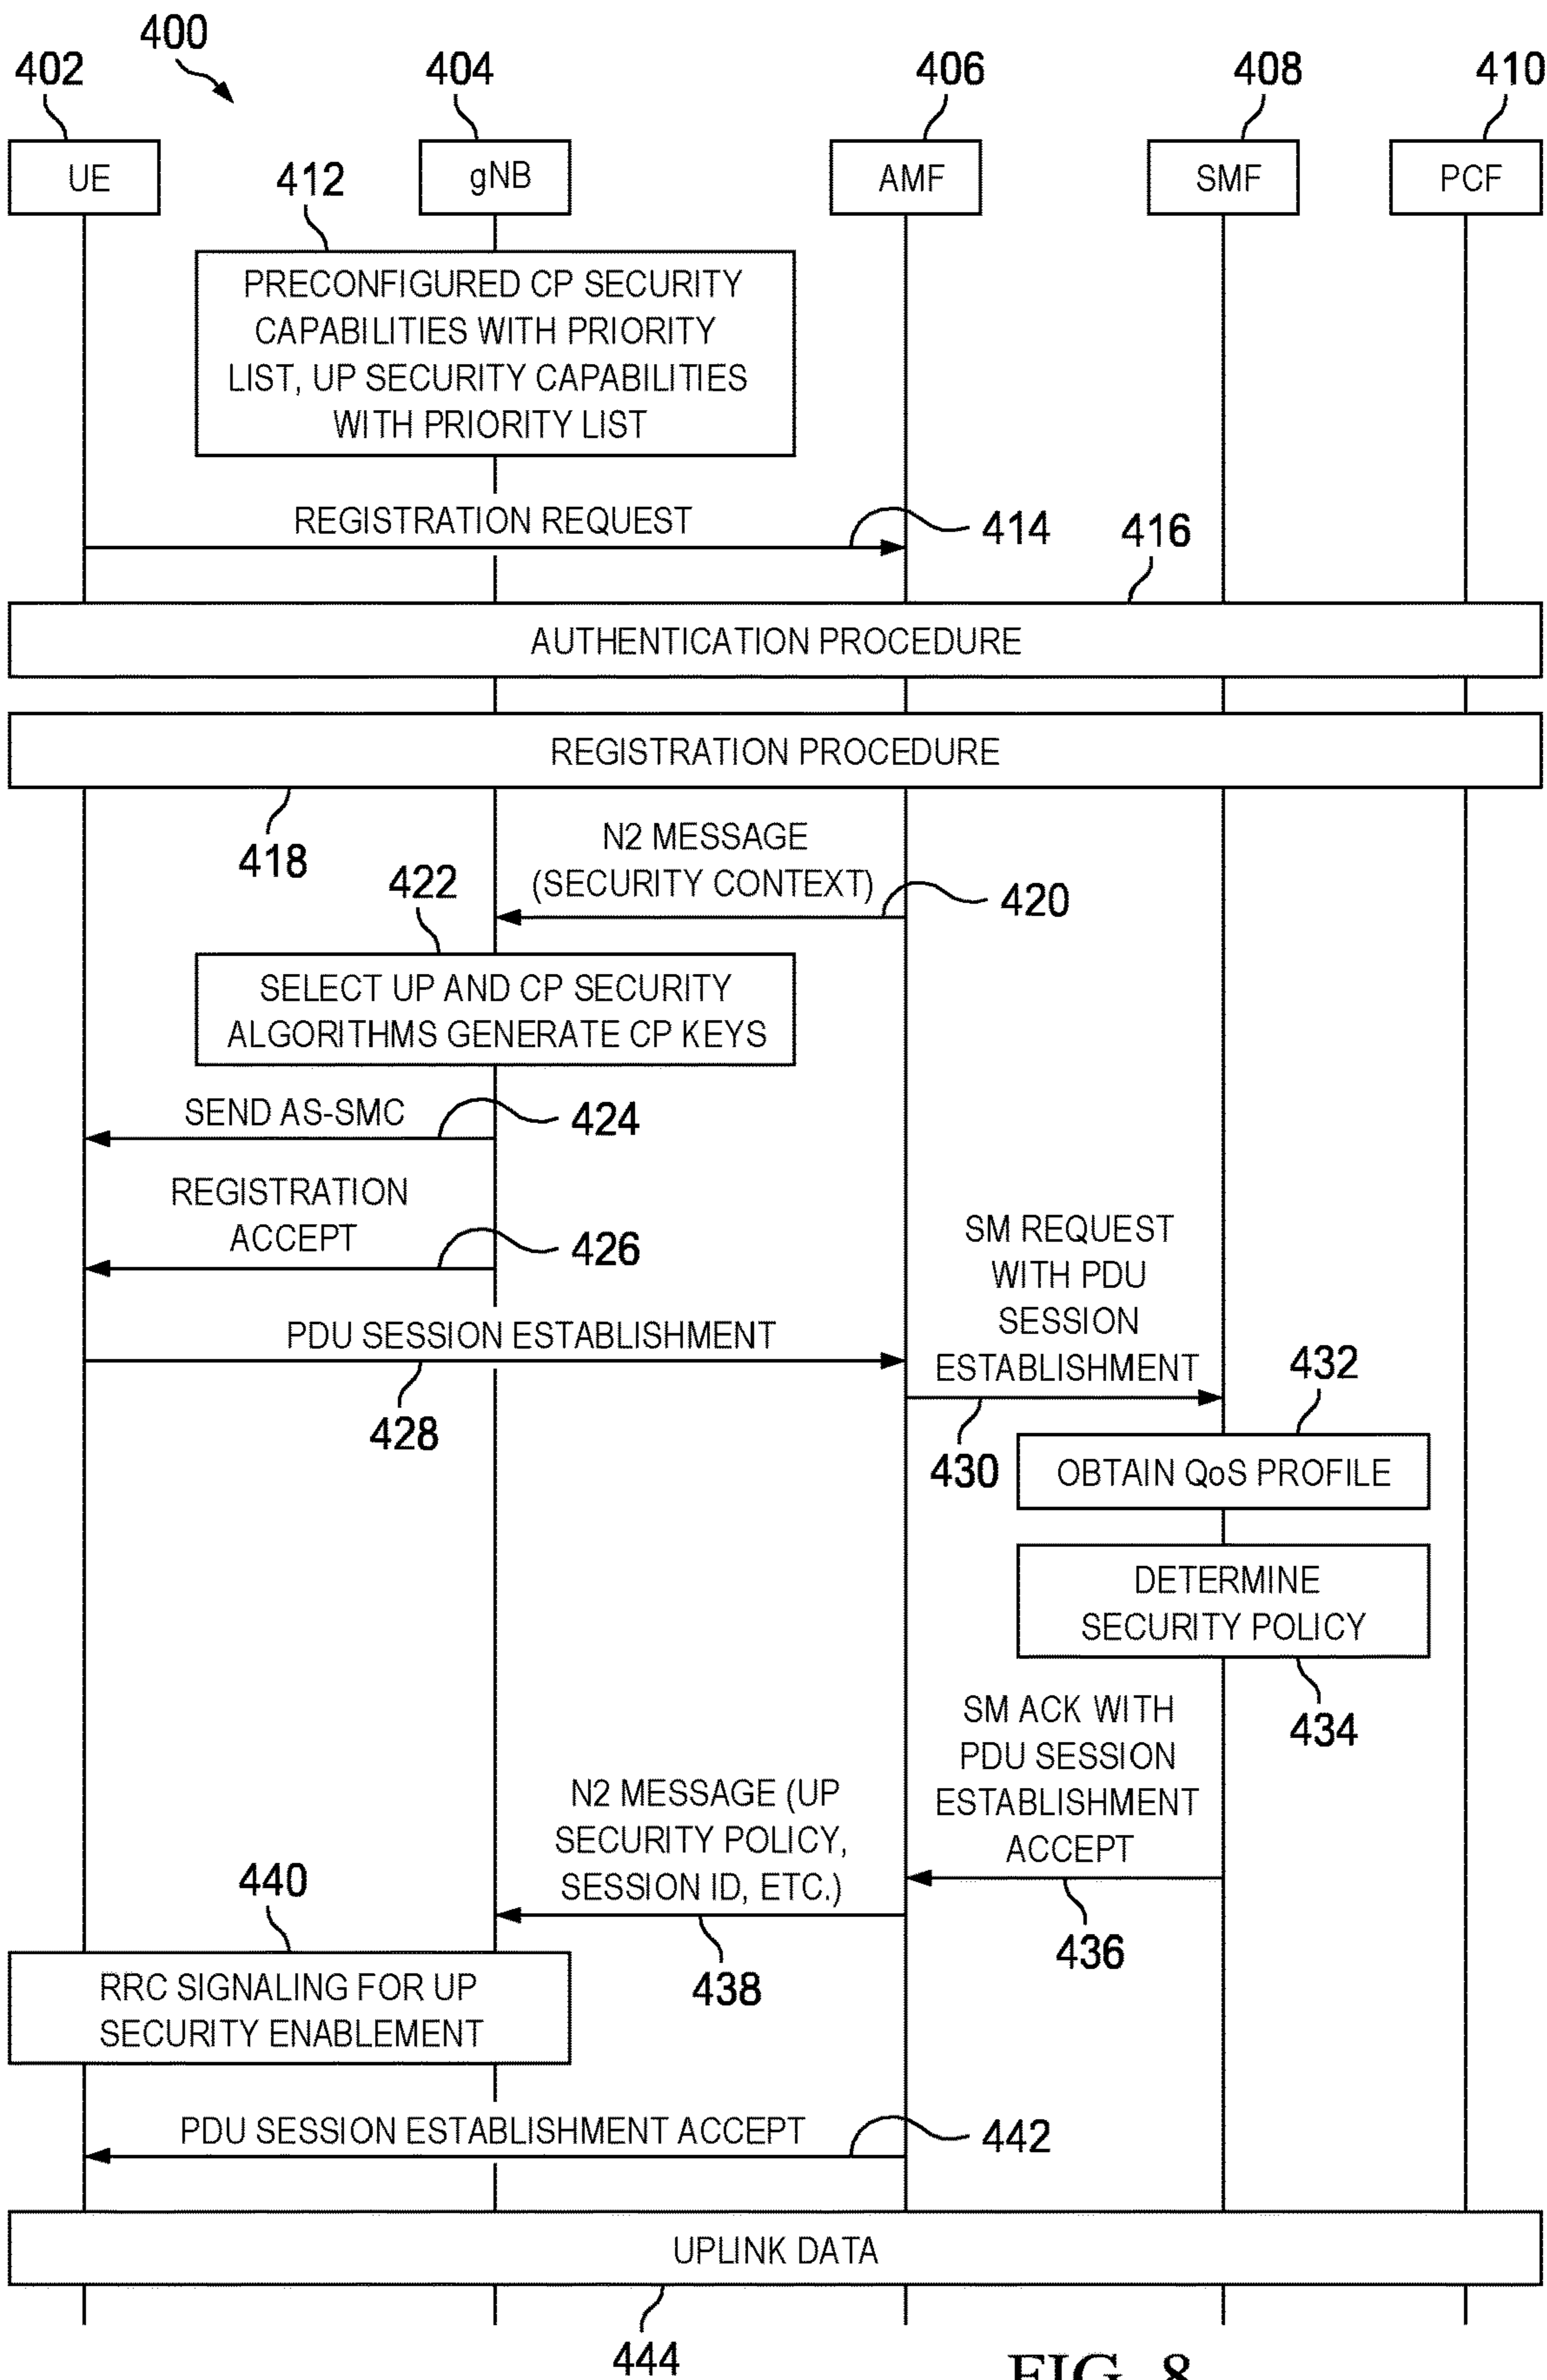 400
402
404
406
408
410
UE
gNB
AMF
SMF
PCF
412
PRECONFIGURED CP SECURITY
CAPABILITIES WITH PRIORITY
LIST, UP SECURITY CAPABILITIES
WITH PRIORITY LIST
REGISTRATION REQUEST
414
416
AUTHENTICATION PROCEDURE
REGISTRATION PROCEDURE
418
N2 MESSAGE
(SECURITY CONTEXT)
420
422
SELECT UP AND CP SECURITY
ALGORITHMS GENERATE CP KEYS
SEND AS-SMC
424
REGISTRATION
ACCEPT
426
PDU SESSION ESTABLISHMENT
428
SM REQUEST
WITH PDU
SESSION
ESTABLISHMENT
430
432
OBTAIN QoS PROFILE
DETERMINE
SECURITY POLICY
434
SM ACK WITH
PDU SESSION
ESTABLISHMENT
ACCEPT
436
N2 MESSAGE (UP
SECURITY POLICY,
SESSION ID, ETC.)
438
440
RRC SIGNALING FOR UP
SECURITY ENABLEMENT
PDU SESSION ESTABLISHMENT ACCEPT
442
UPLINK DATA
444
FIG. 8